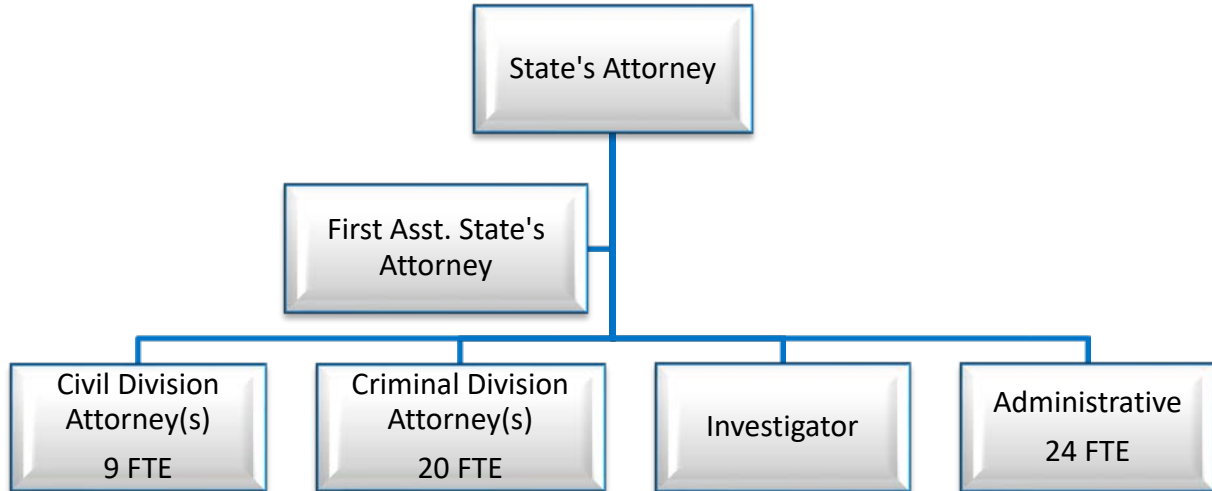 State's Attorney
First Asst. State's
Attorney
Civil Division
Attorney(s)
9 FTE
Criminal Division
Attorney(s)
20 FTE
Investigator
Administrative
24 FTE